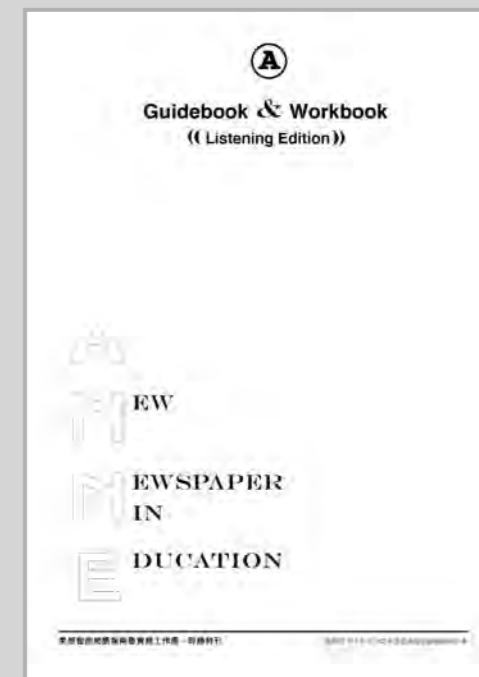 A
Guidebook & Workbook
(( Listening Edition ))
A
N EW
N EWSPAPER
IN
E DUCATION